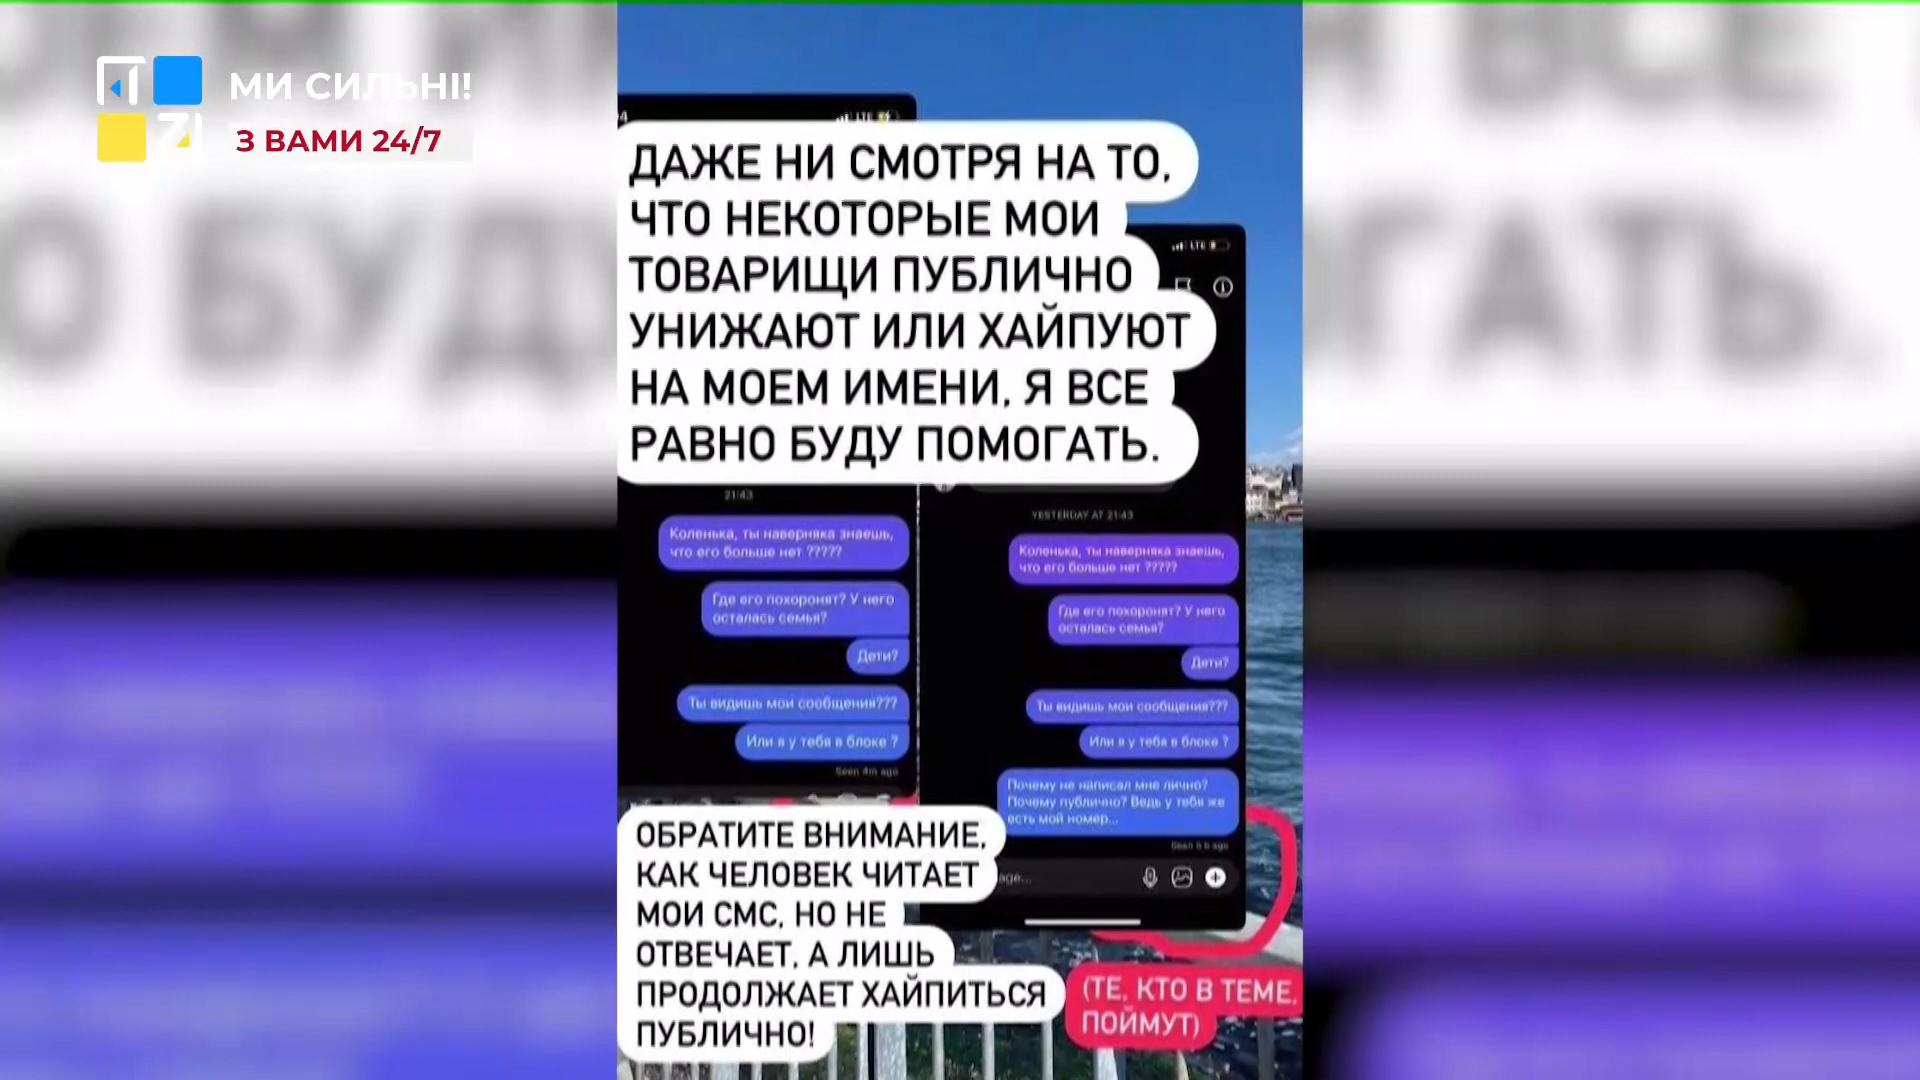 МИ СИЛЬНІ!
З ВАМИ 24/7
LTE
ДАЖЕ НИ СМОТРЯ НА ТО,
ЧТО НЕКОТОРЫЕ МОИ
ТОВАРИЩИ ПУБЛИЧНО
УНИЖАЮТ ИЛИ ХАЙПУЮТ
НА МОЕМ ИМЕНИ, Я ВСЕ
РАВНО БУДУ ПОМОГАТЬ.
21:43
Коленька, ты наверняка знаешь,
что его больше нет ?????
Где его похоронят? У него
осталась семья?
Дети?
Ты видишь мои сообщения???
Или я у тебя в блоке ?
Seen 4m ago
LTE
YESTERDAY AT 21:43
Коленька, ты наверняка знаешь,
что его больше нет ?????
Где его похоронят? У него
осталась семья?
Дети?
Ты видишь мои сообщения???
Или я у тебя в блоке ?
Почему не написал мне лично?
Почему публично? Ведь у тебя же
есть мой номер...
ОБРАТИТЕ ВНИМАНИЕ,
КАК ЧЕЛОВЕК ЧИТАЕТ
МОИ СМС, НО НЕ
ОТВЕЧАЕТ, А ЛИШЬ
ПРОДОЛЖАЕТ ХАЙПИТЬСЯ
ПУБЛИЧНО!
(ТЕ, КТО В ТЕМЕ,
ПОЙМУТ)